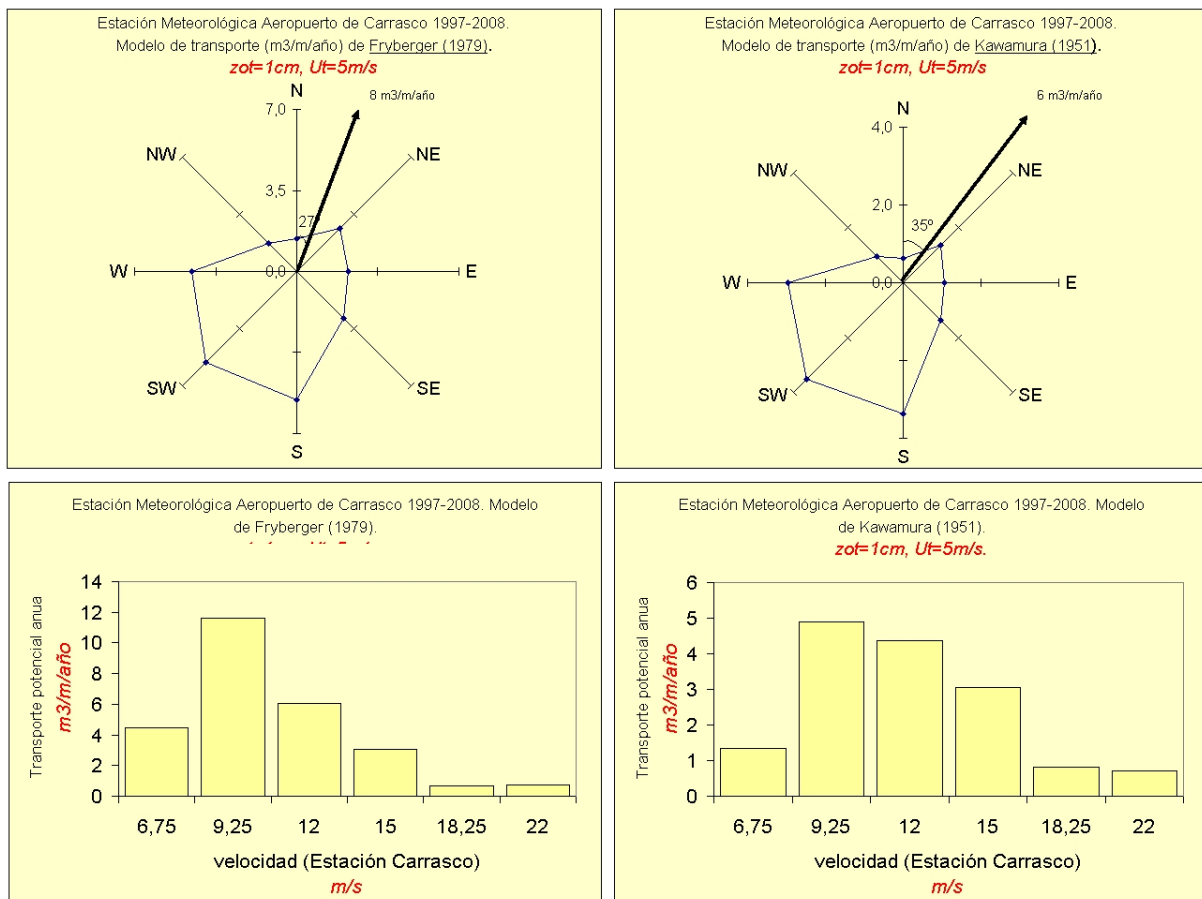 Estación Meteorológica Aeropuerto de Carrasco 1997-2008.
Modelo de transporte (m3/m/año) de Fryberger (1979).
zot=1cm, Ut=5m/s
8 m3/m/año
N
7,0
NW
NE
3,5
27
W
0,0
E
SW
SE
S
Estación Meteorológica Aeropuerto de Carrasco 1997-2008.
Modelo de transporte (m3/m/año) de Kawamura (1951).
zot=1cm, Ut=5m/s
6 m3/m/año
N
4,0
NW
NE
2,0
35º
W
0,0
E
SW
SE
S
Estación Meteorológica Aeropuerto de Carrasco 1997-2008. Modelo
de Fryberger (1979).
Transporte potencial anua
m3/m/año
14
12
10
8
6
4
2
0
6,75 9,25 12 15 18,25 22
velocidad (Estación Carrasco)
m/s
Estación Meteorológica Aeropuerto de Carrasco 1997-2008. Modelo
de Kawamura (1951).
zot=1cm, Ut=5m/s.
Transporte potencial anua
m3/m/año
6
5
4
3
2
1
0
6,75 9,25 12 15 18,25 22
velocidad (Estación Carrasco)
m/s